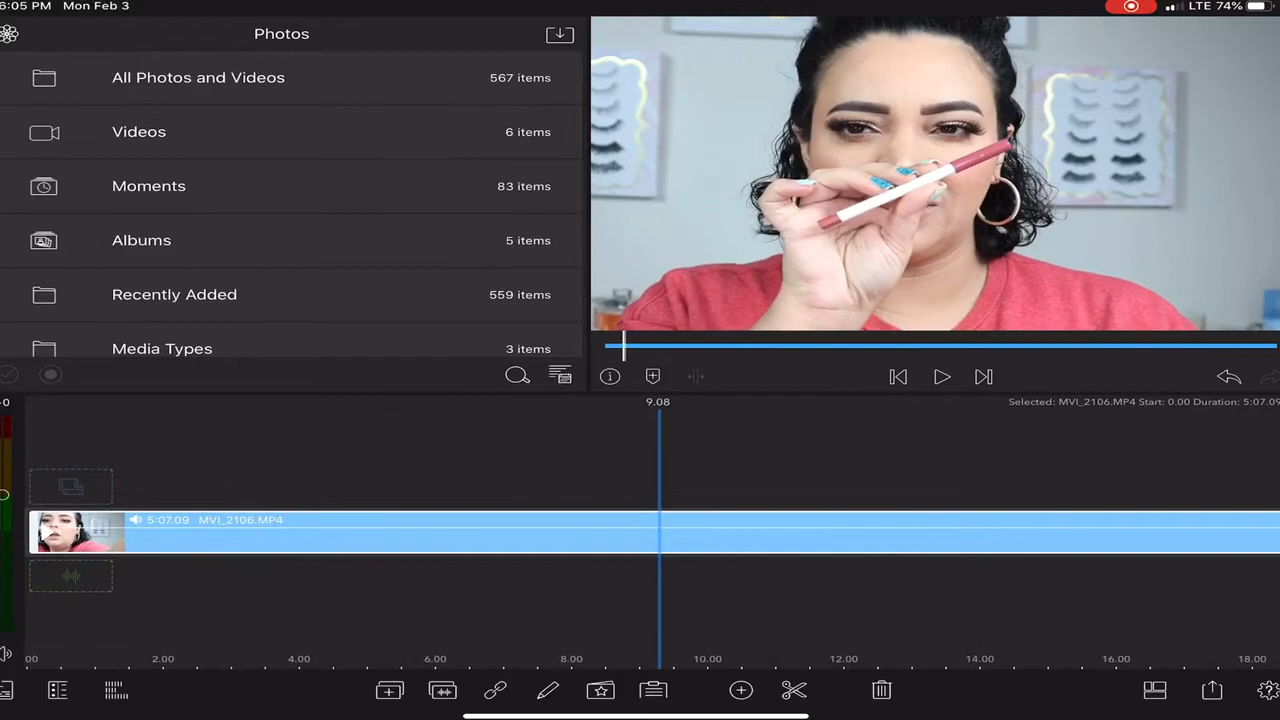 6:05 PM Mon Feb 3
LTE 74%
Photos
All Photos and Videos 567 items
Videos 6 items
Moments 83 items
Albums 5 items
Recently Added 559 items
Media Types 3 items
-0
9.08
Selected: MVI_2106.MP4 Start: 0.00 Duration: 5:07.09
5:07.09 MVI_2106.MP4
00 2.00 4.00 6.00 8.00 10.00 12.00 14.00 16.00 18.00